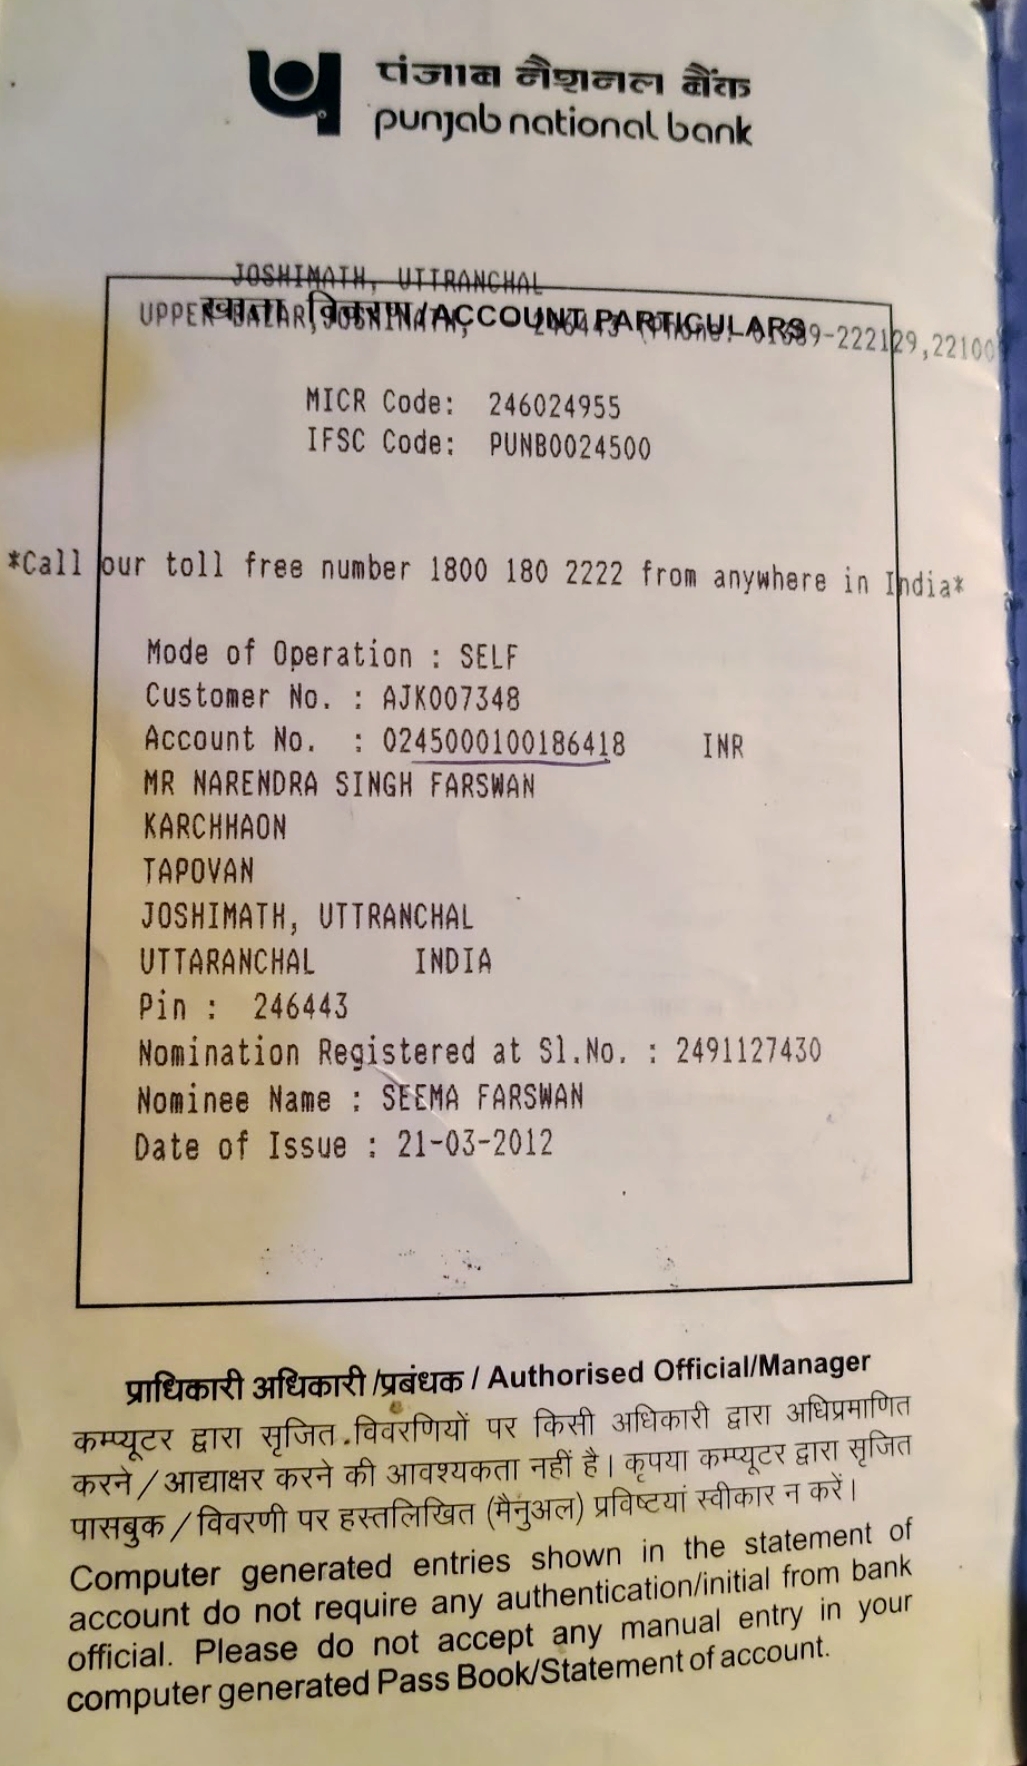 पंजाब नैशनल बैंक
punjab national bank
JOSHIMATH, UTTRANCHAL
खाता विवरण/ACCOUNT PARTICULARS
UPPER BAZAR,JOSHIMATH, 246443 (Phone: 01389-222129,22100
MICR Code: 246024955
IFSC Code: PUNB0024500
*Call our toll free number 1800 180 2222 from anywhere in India*
Mode of Operation : SELF
Customer No. : AJK007348
Account No. : 0245000100186418 INR
MR NARENDRA SINGH FARSWAN
KARCHHAON
TAPOVAN
JOSHIMATH, UTTRANCHAL
UTTARANCHAL INDIA
Pin : 246443
Nomination Registered at Sl.No. : 2491127430
Nominee Name : SEEMA FARSWAN
Date of Issue : 21-03-2012
प्राधिकारी अधिकारी/प्रबंधक / Authorised Official/Manager
कम्प्यूटर द्वारा सृजित विवरणियों पर किसी अधिकारी द्वारा अधिप्रमाणित
करने/आद्याक्षर करने की आवश्यकता नहीं है। कृपया कम्प्यूटर द्वारा सृजित
पासबुक/विवरणी पर हस्तलिखित (मैनुअल) प्रविष्टयां स्वीकार न करें।
Computer generated entries shown in the statement of
account do not require any authentication/initial from bank
official. Please do not accept any manual entry in your
computer generated Pass Book/Statement of account.